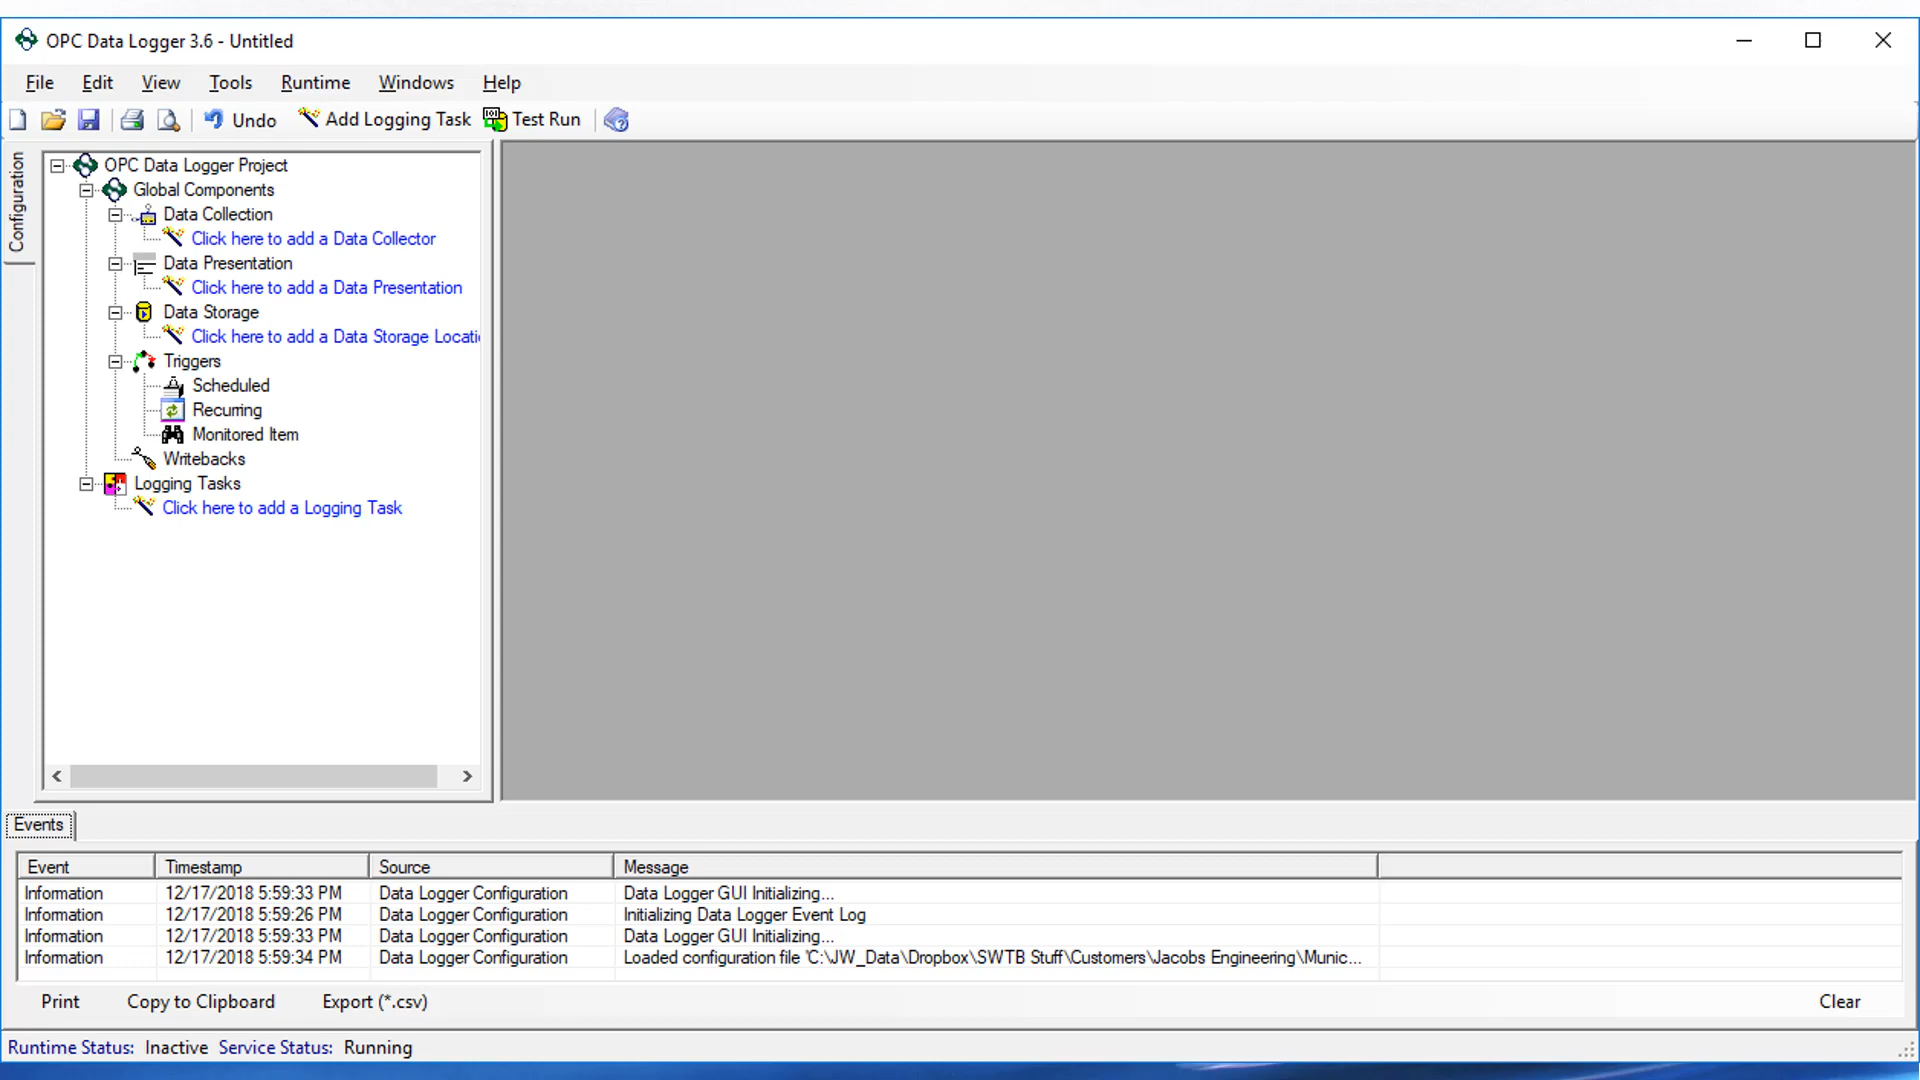 OPC Data Logger 3.6 - Untitled
File Edit View Tools Runtime Windows Help
Undo Add Logging Task Test Run
Configuration
OPC Data Logger Project
Global Components
Data Collection
Click here to add a Data Collector
Data Presentation
Click here to add a Data Presentation
Data Storage
Click here to add a Data Storage Locati
Triggers
Scheduled
Recurring
Monitored Item
Writebacks
Logging Tasks
Click here to add a Logging Task
Events
Event Timestamp Source Message
Information 12/17/2018 5:59:33 PM Data Logger Configuration Data Logger GUI Initializing...
Information 12/17/2018 5:59:26 PM Data Logger Configuration Initializing Data Logger Event Log
Information 12/17/2018 5:59:33 PM Data Logger Configuration Data Logger GUI Initializing...
Information 12/17/2018 5:59:34 PM Data Logger Configuration Loaded configuration file 'C:\JW_Data\Dropbox\SWTB Stuff\Customers\Jacobs Engineering\Munic...
Print Copy to Clipboard Export (*.csv) Clear
Runtime Status: Inactive Service Status: Running